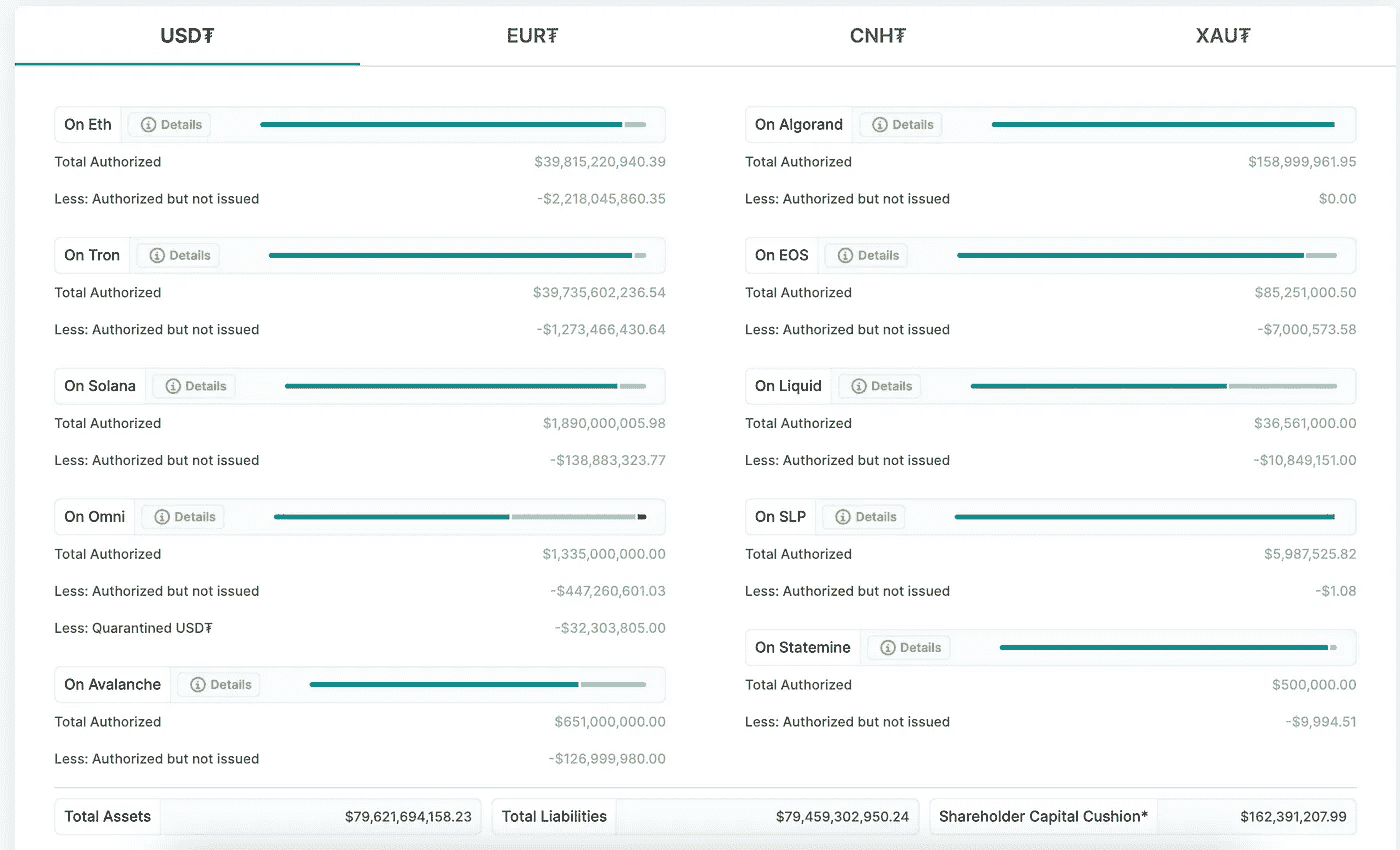 USD₮ EUR₮ CNH₮ XAU₮
On Eth Details
Total Authorized $39,815,220,940.39
Less: Authorized but not issued -$2,218,045,860.35
On Tron Details
Total Authorized $39,735,602,236.54
Less: Authorized but not issued -$1,273,466,430.64
On Solana Details
Total Authorized $1,890,000,005.98
Less: Authorized but not issued -$138,883,323.77
On Omni Details
Total Authorized $1,335,000,000.00
Less: Authorized but not issued -$447,260,601.03
Less: Quarantined USD₮ -$32,303,805.00
On Avalanche Details
Total Authorized $651,000,000.00
Less: Authorized but not issued -$126,999,980.00
On Algorand Details
Total Authorized $158,999,961.95
Less: Authorized but not issued $0.00
On EOS Details
Total Authorized $85,251,000.50
Less: Authorized but not issued -$7,000,573.58
On Liquid Details
Total Authorized $36,561,000.00
Less: Authorized but not issued -$10,849,151.00
On SLP Details
Total Authorized $5,987,525.82
Less: Authorized but not issued -$1.08
On Statemine Details
Total Authorized $500,000.00
Less: Authorized but not issued -$9,994.51
Total Assets $79,621,694,158.23 Total Liabilities $79,459,302,950.24 Shareholder Capital Cushion* $162,391,207.99